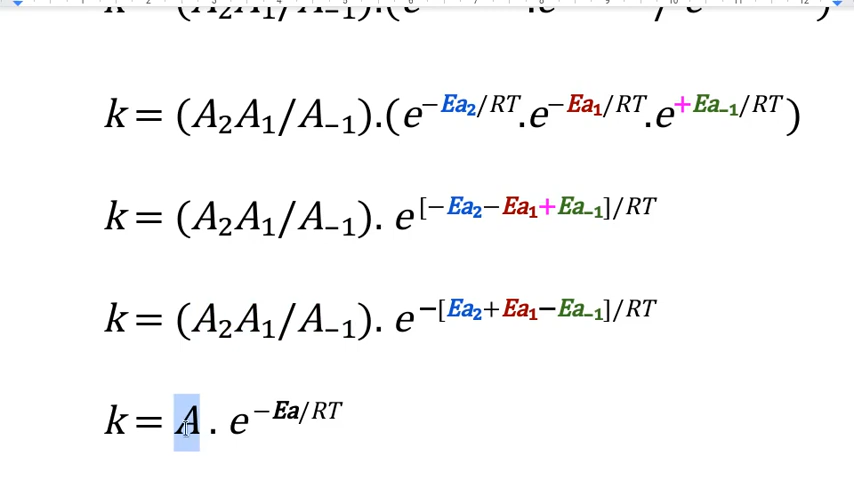 k = (A₂A₁/A₋₁).(e^−Ea₂/RT.e^−Ea₁/RT.e^+Ea₋₁/RT)
k = (A₂A₁/A₋₁). e^[−Ea₂−Ea₁+Ea₋₁]/RT
k = (A₂A₁/A₋₁). e^−[Ea₂+Ea₁−Ea₋₁]/RT
k = A . e^−Ea/RT